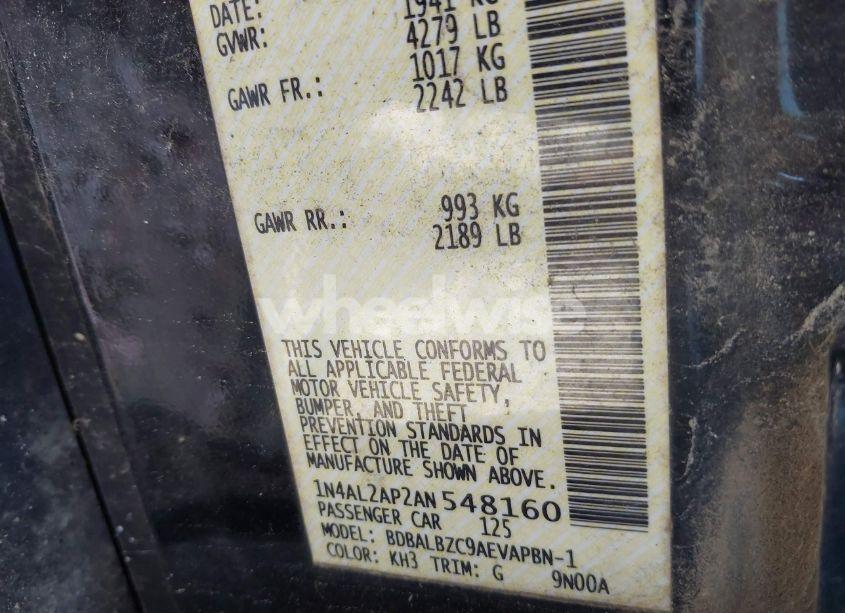 DATE: 1941 KG
GVWR: 4279 LB
1017 KG
GAWR FR.: 2242 LB
993 KG
GAWR RR.: 2189 LB
wheelwise
THIS VEHICLE CONFORMS TO
ALL APPLICABLE FEDERAL
MOTOR VEHICLE SAFETY,
BUMPER, AND THEFT
PREVENTION STANDARDS IN
EFFECT ON THE DATE OF
MANUFACTURE SHOWN ABOVE.
1N4AL2AP2AN548160
PASSENGER CAR 125
MODEL: BDBALBZC9AEVAPBN-1
COLOR: KH3 TRIM: G 9N00A